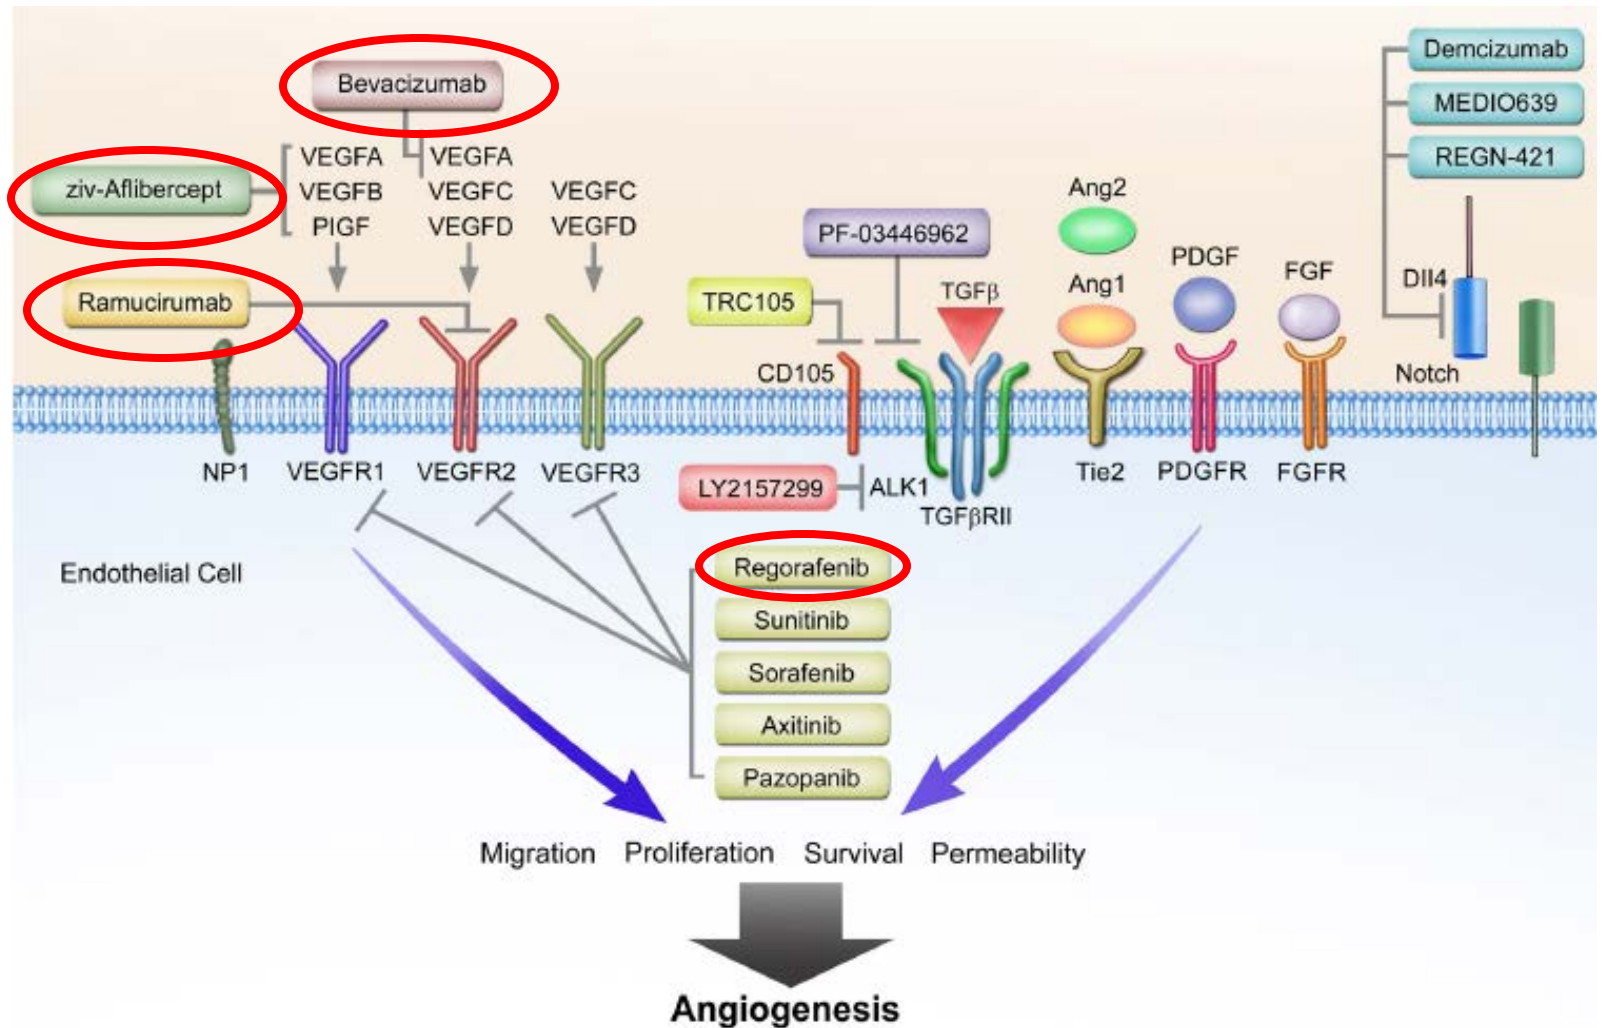 Bevacizumab
Demcizumab
MEDIO639
REGN-421
ziv-Aflibercept
VEGFA
VEGFB
PIGF
VEGFA
VEGFC
VEGFD
VEGFC
VEGFD
Ramucirumab
PF-03446962
TRC105
TGFβ
Ang2
Ang1
PDGF
FGF
Dll4
CD105
Notch
NP1
VEGFR1
VEGFR2
VEGFR3
LY2157299
ALK1
TGFβRII
Tie2
PDGFR
FGFR
Endothelial Cell
Regorafenib
Sunitinib
Sorafenib
Axitinib
Pazopanib
Migration Proliferation Survival Permeability
Angiogenesis